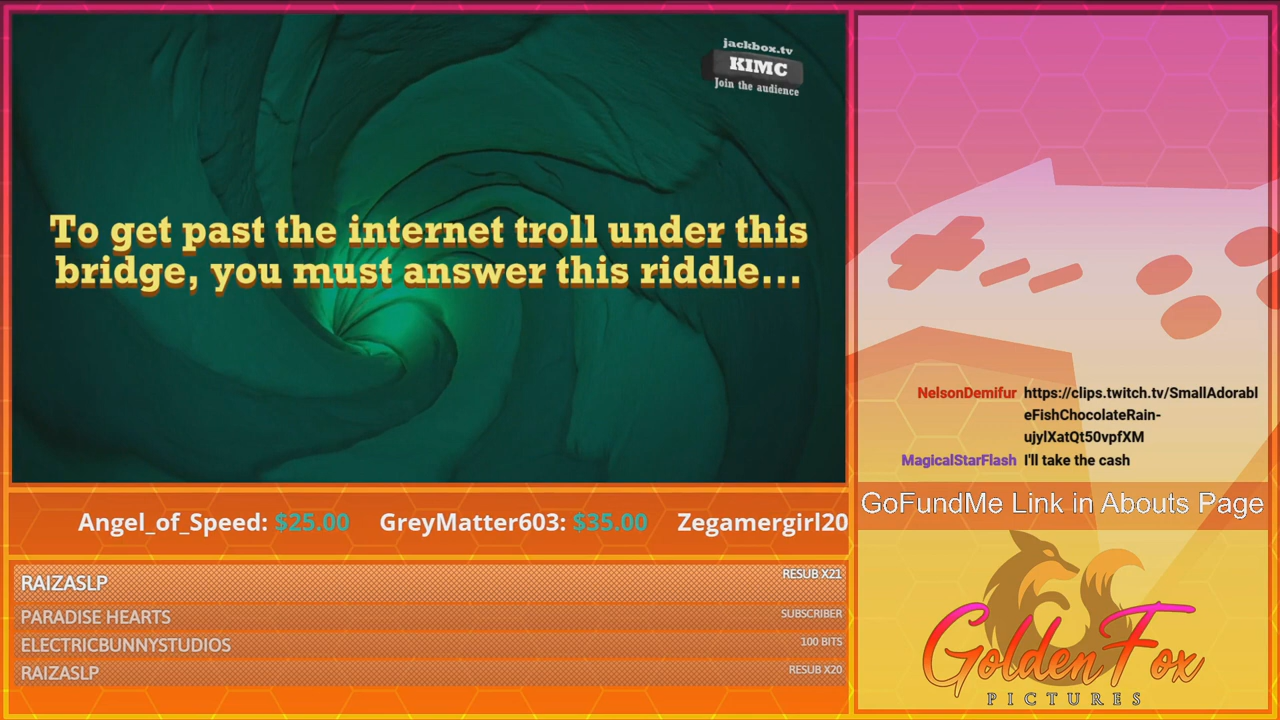 jackbox.tv
KIMC
Join the audience
To get past the internet troll under this
bridge, you must answer this riddle...
NelsonDemifur https://clips.twitch.tv/SmallAdorabl
eFishChocolateRain-
ujylXatQt50vpfXM
MagicalStarFlash I'll take the cash
GoFundMe Link in Abouts Page
Angel_of_Speed: $25.00 GreyMatter603: $35.00 Zegamergirl20
RAIZASLP RESUB X21
PARADISE HEARTS SUBSCRIBER
ELECTRICBUNNYSTUDIOS 100 BITS
RAIZASLP RESUB X20
GoldenFox
PICTURES